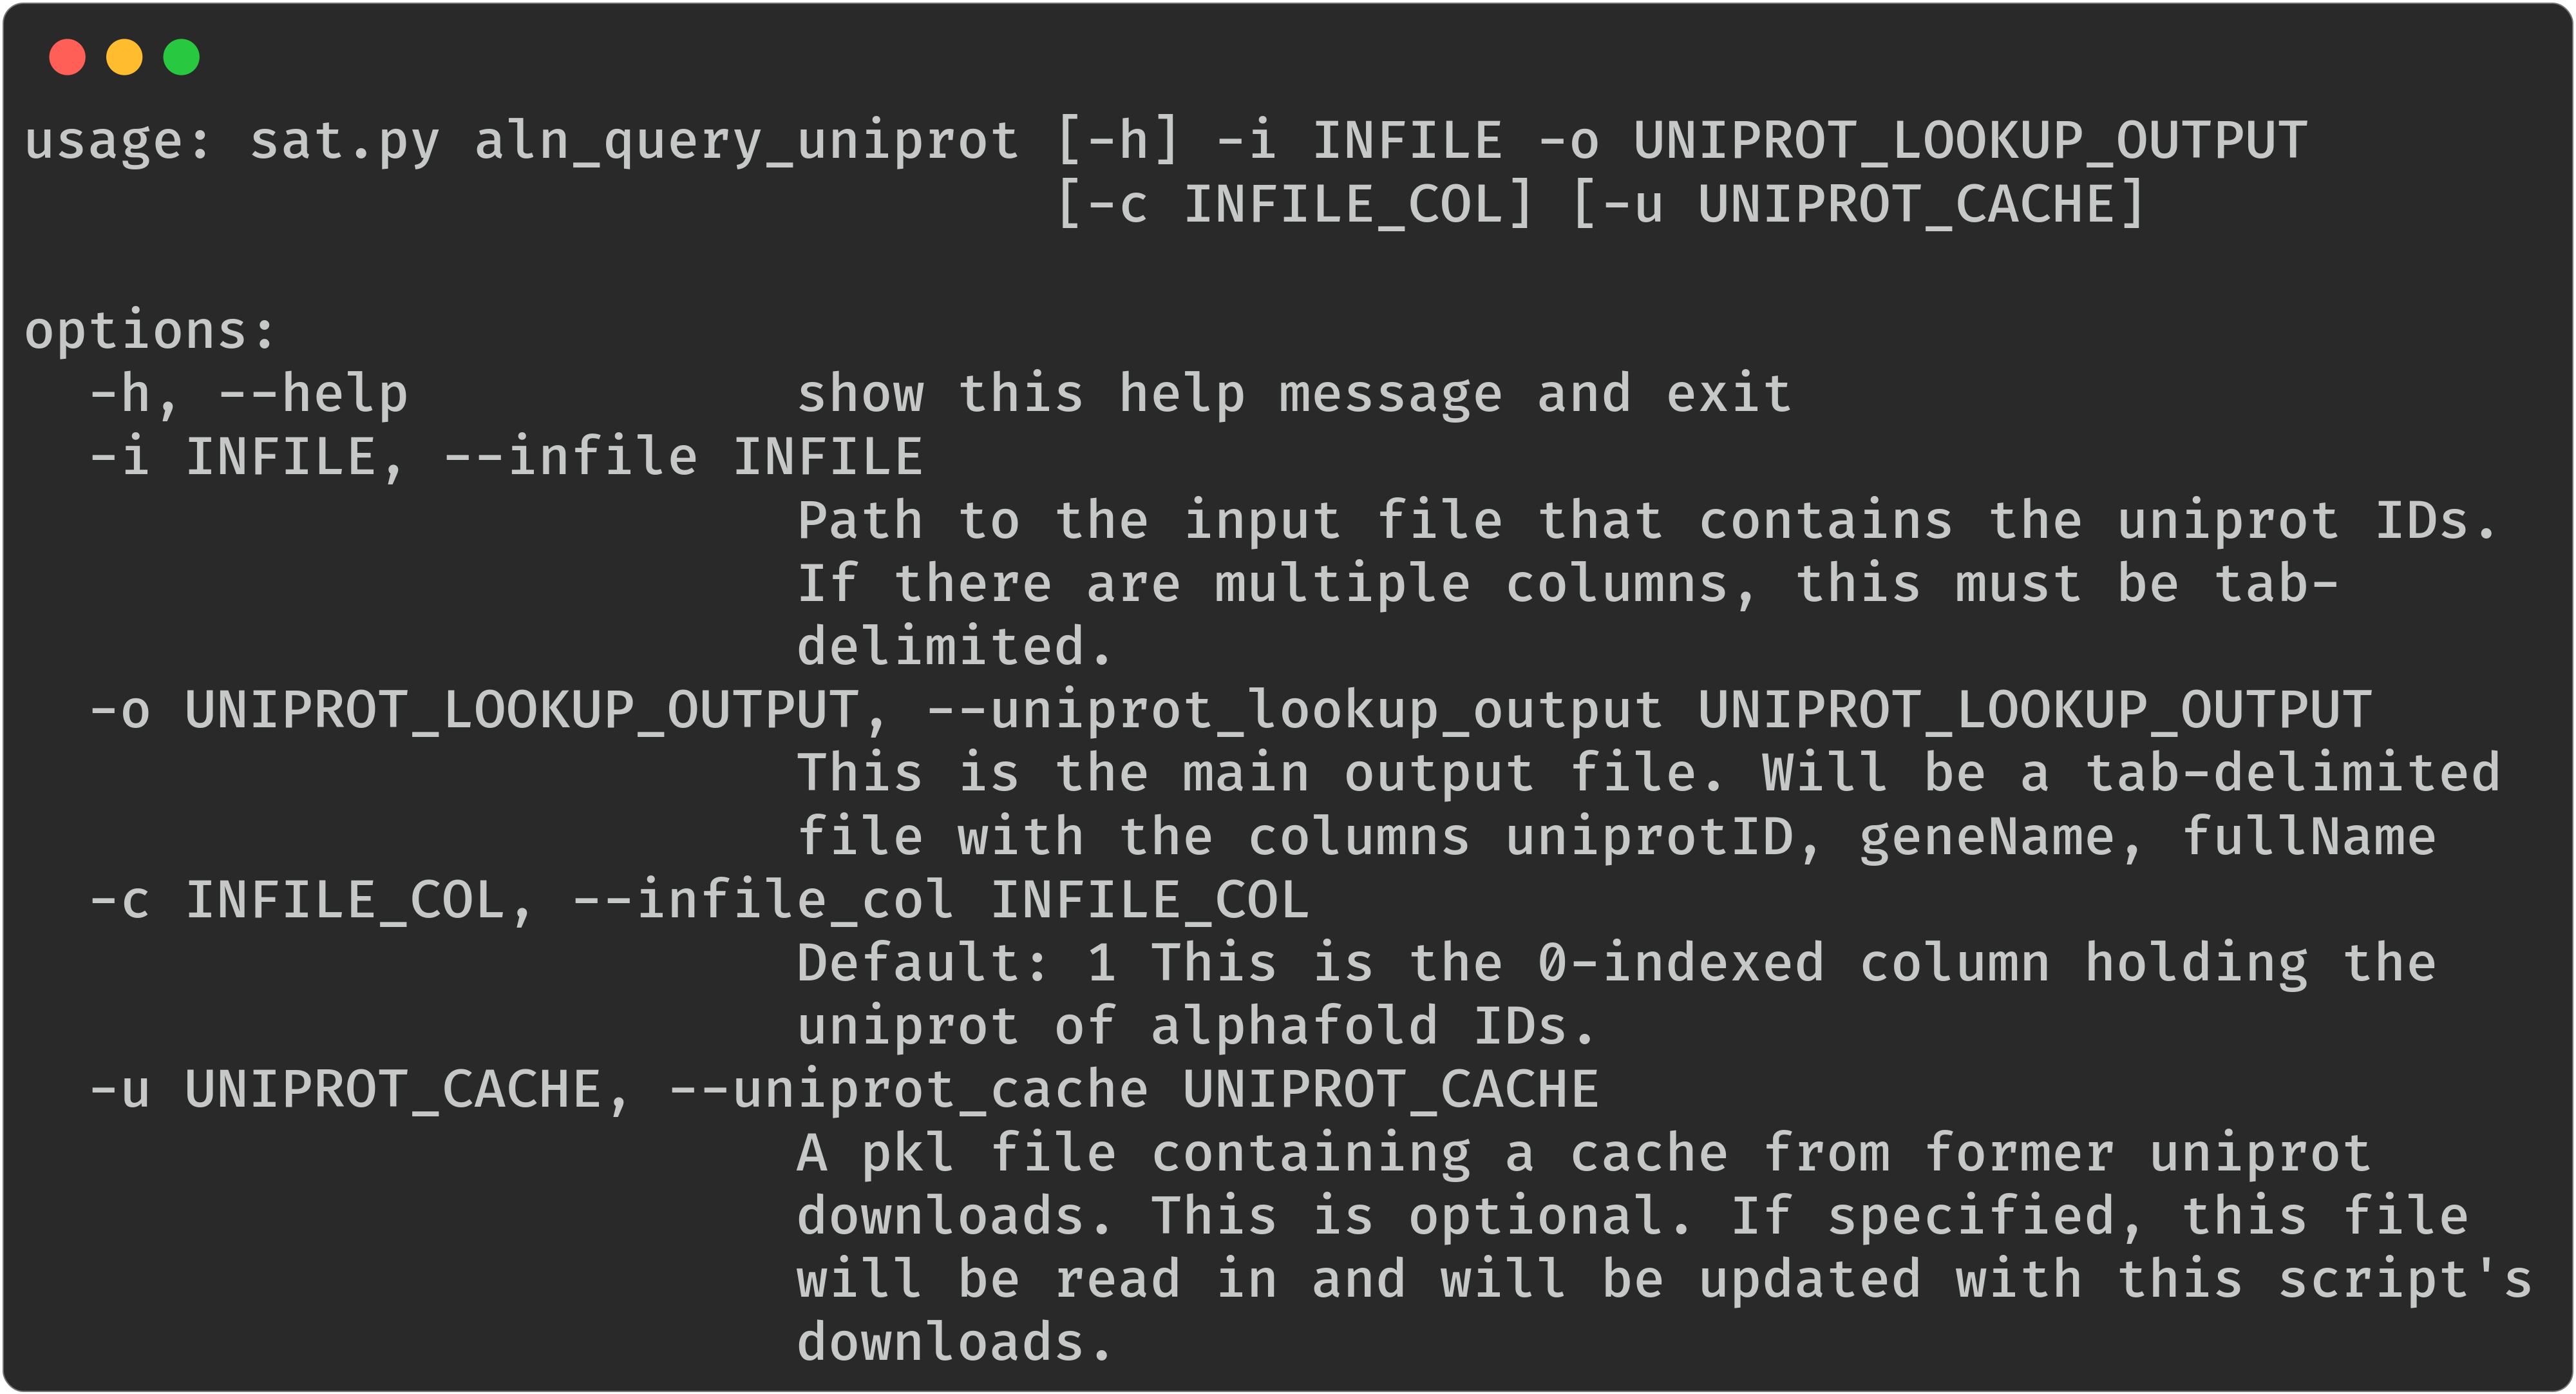 usage: sat.py aln_query_uniprot [-h] -i INFILE -o UNIPROT_LOOKUP_OUTPUT
[-c INFILE_COL] [-u UNIPROT_CACHE]
options:
-h, --help show this help message and exit
-i INFILE, --infile INFILE
Path to the input file that contains the uniprot IDs.
If there are multiple columns, this must be tab-
delimited.
-o UNIPROT_LOOKUP_OUTPUT, --uniprot_lookup_output UNIPROT_LOOKUP_OUTPUT
This is the main output file. Will be a tab-delimited
file with the columns uniprotID, geneName, fullName
-c INFILE_COL, --infile_col INFILE_COL
Default: 1 This is the 0-indexed column holding the
uniprot of alphafold IDs.
-u UNIPROT_CACHE, --uniprot_cache UNIPROT_CACHE
A pkl file containing a cache from former uniprot
downloads. This is optional. If specified, this file
will be read in and will be updated with this script's
downloads.